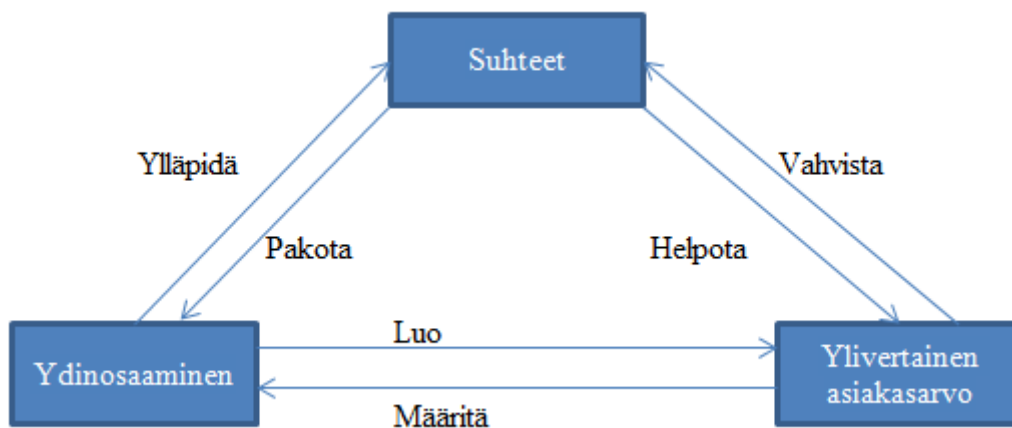 Suhteet
Ylläpidä
Vahvista
Pakota
Helpota
Luo
Ydinosaaminen
Ylivertainen
asiakasarvo
Määritä